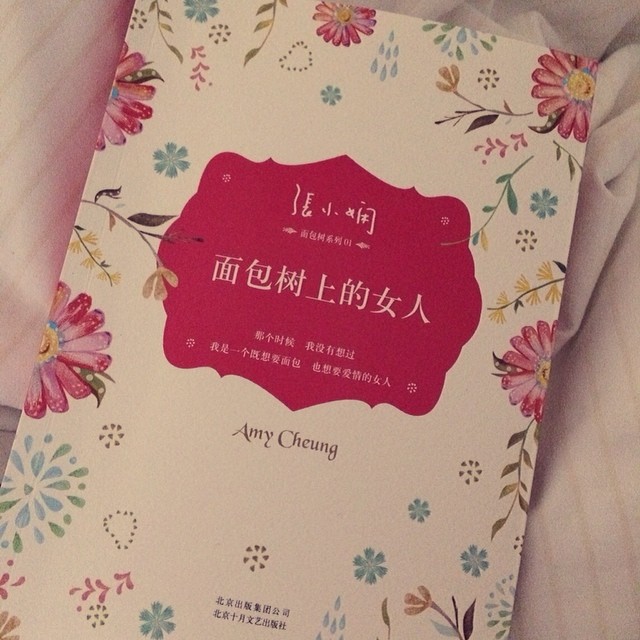 張小嫻
面包树系列 01
面包树上的女人
那个时候 我没有想过
我是一个既想要面包 也想要爱情的女人
Amy Cheung
北京出版集团公司
北京十月文艺出版社